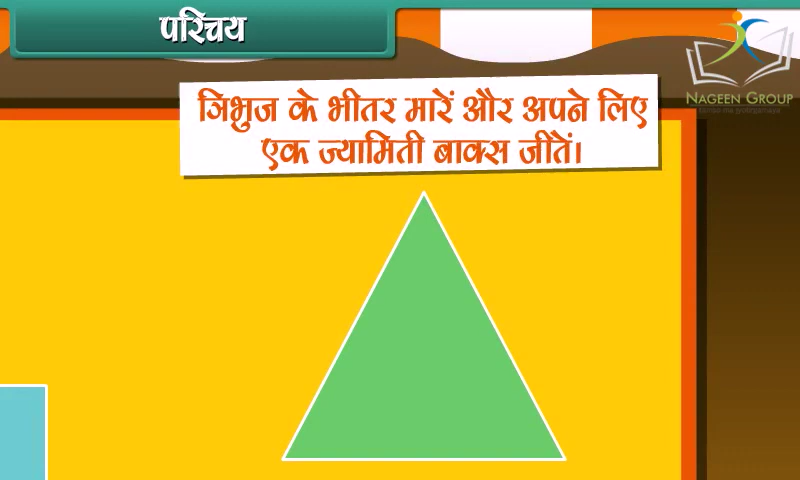 परिचय
NAGEEN GROUP
त्रिभुज के भीतर मारें और अपने लिए
एक ज्यामिती बाक्स जीतें।